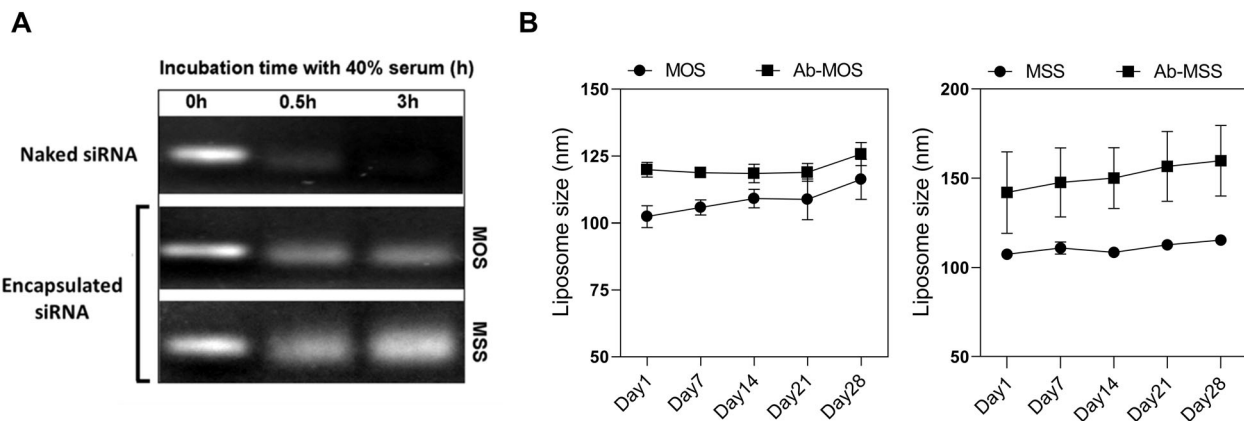 A
Incubation time with 40% serum (h)
0h 0.5h 3h
Naked siRNA
Encapsulated
siRNA
MOS
MSS
B
MOS Ab-MOS
Liposome size (nm)
150
125
100
75
50
Day1 Day7 Day14 Day21 Day28
MSS Ab-MSS
Liposome size (nm)
200
150
100
50
Day1 Day7 Day14 Day21 Day28